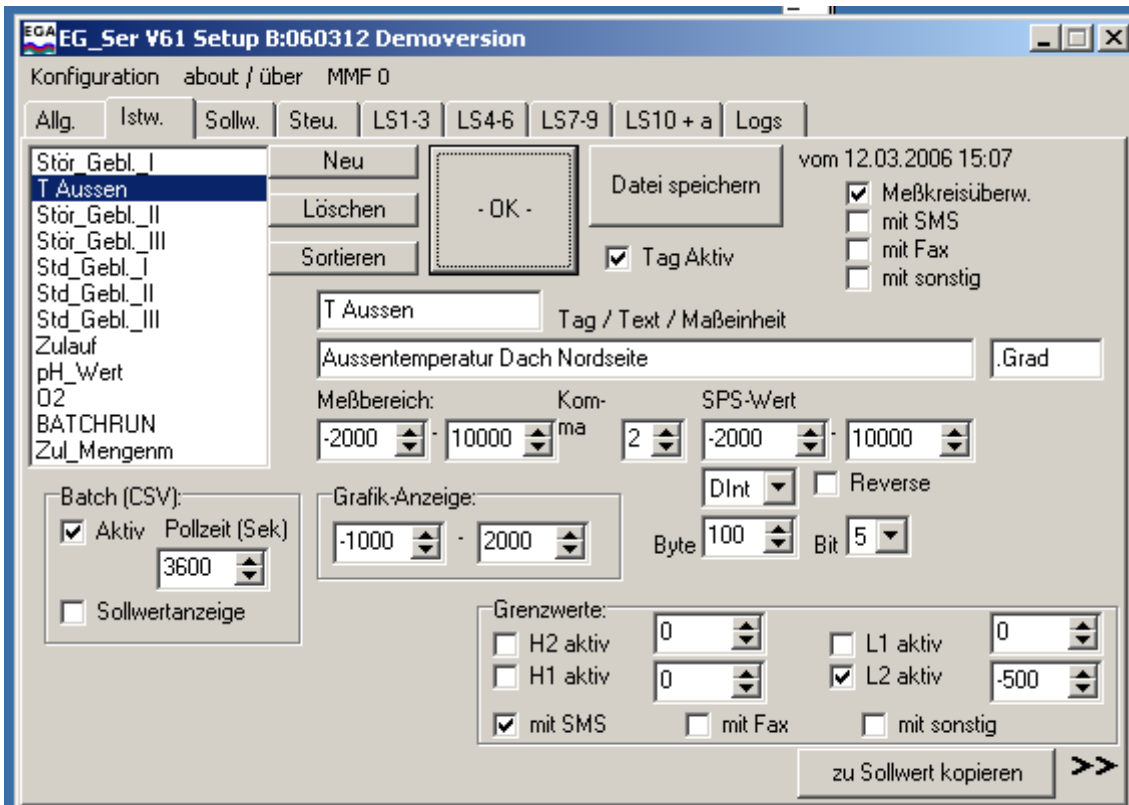 EGA EG_Ser V61 Setup B:060312 Demoversion
Konfiguration about / über MMF 0
Allg. Istw. Sollw. Steu. LS1-3 LS4-6 LS7-9 LS10 + a Logs
Stör_Gebl._I
T Aussen
Stör_Gebl._II
Stör_Gebl._III
Std_Gebl._I
Std_Gebl._II
Std_Gebl._III
Zulauf
pH_Wert
O2
BATCHRUN
Zul_Mengenm
Neu
Löschen
Sortieren
- OK -
Datei speichern
Tag Aktiv
vom 12.03.2006 15:07
Meßkreisüberw.
mit SMS
mit Fax
mit sonstig
T Aussen Tag / Text / Maßeinheit
Aussentemperatur Dach Nordseite .Grad
Meßbereich: Kom-
ma SPS-Wert
-2000 - 10000 2 -2000 - 10000
DInt Reverse
Byte 100 Bit 5
Batch (CSV):
Aktiv Pollzeit (Sek)
3600
Sollwertanzeige
Grafik-Anzeige:
-1000 - 2000
Grenzwerte:
H2 aktiv 0 L1 aktiv 0
H1 aktiv 0 L2 aktiv -500
mit SMS mit Fax mit sonstig
zu Sollwert kopieren >>